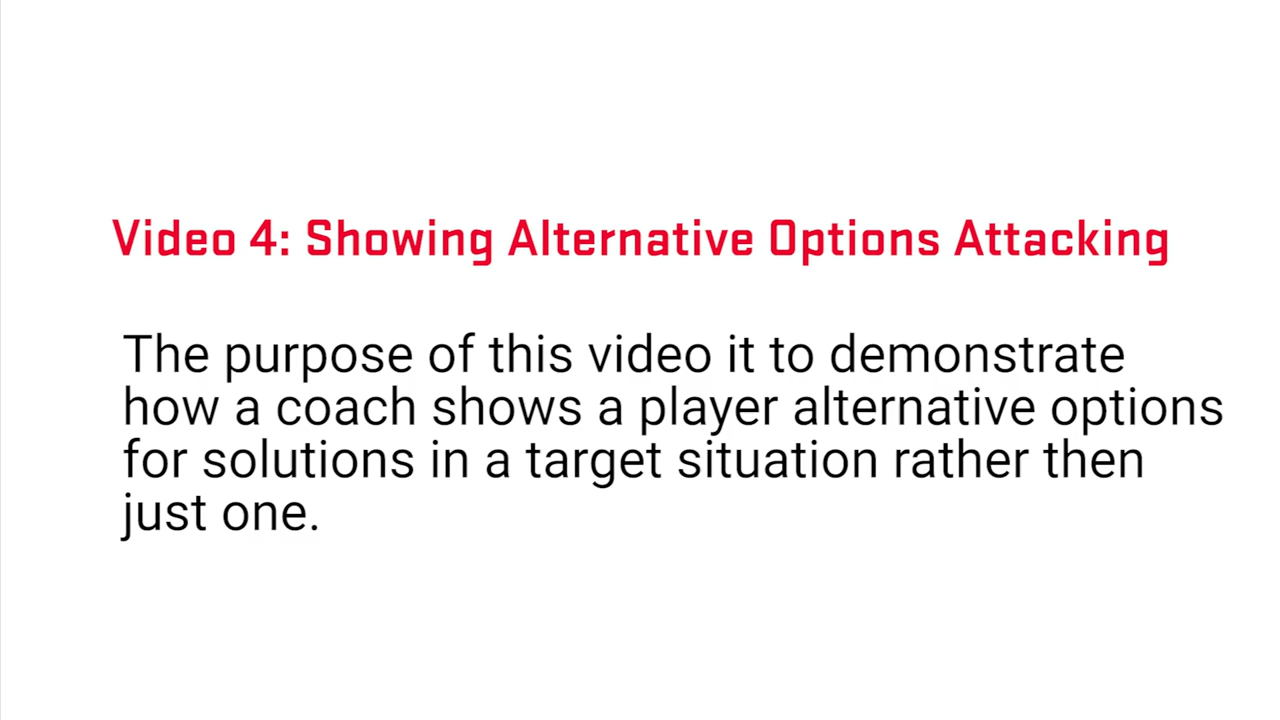 Video 4: Showing Alternative Options Attacking
The purpose of this video it to demonstrate
how a coach shows a player alternative options
for solutions in a target situation rather then
just one.